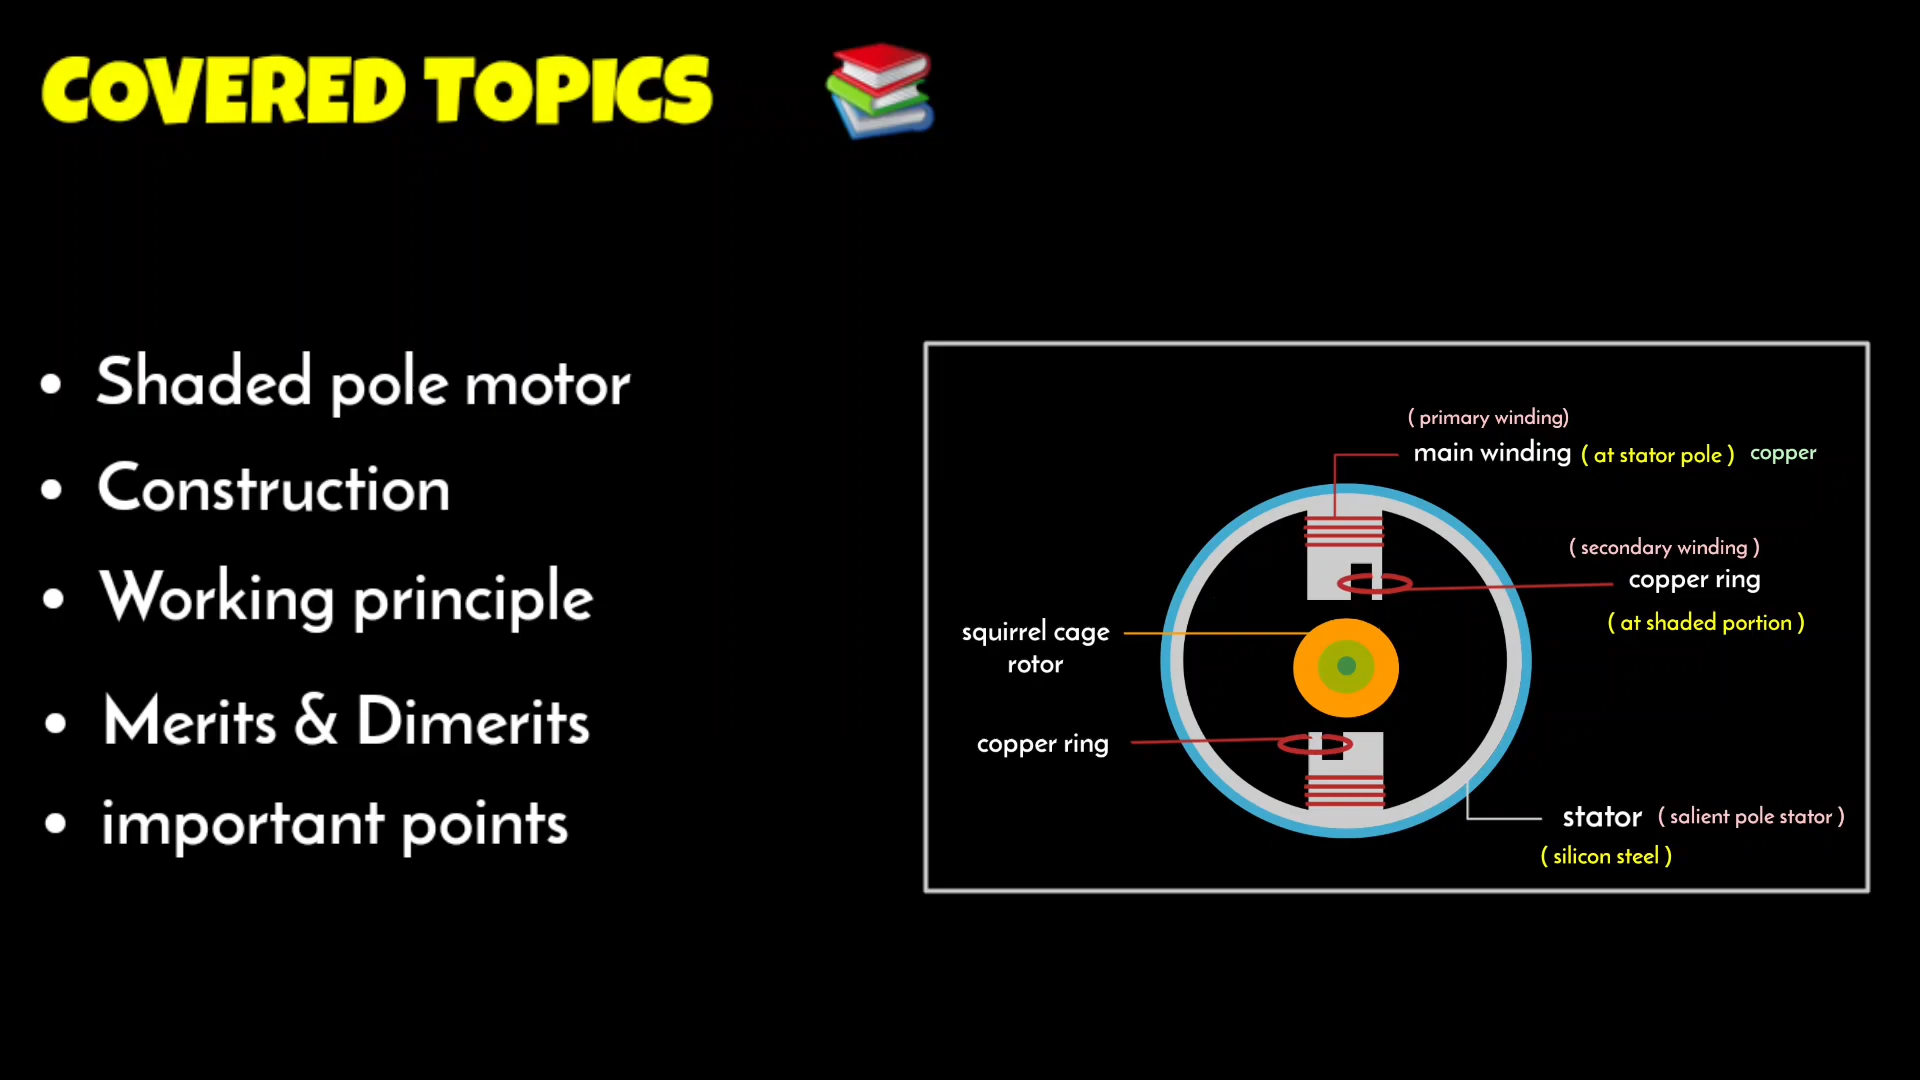 COVERED TOPICS
• Shaded pole motor
• Construction
• Working principle
• Merits & Dimerits
• important points
( primary winding)
main winding ( at stator pole ) copper
( secondary winding )
copper ring
( at shaded portion )
squirrel cage
rotor
copper ring
stator ( salient pole stator )
( silicon steel )